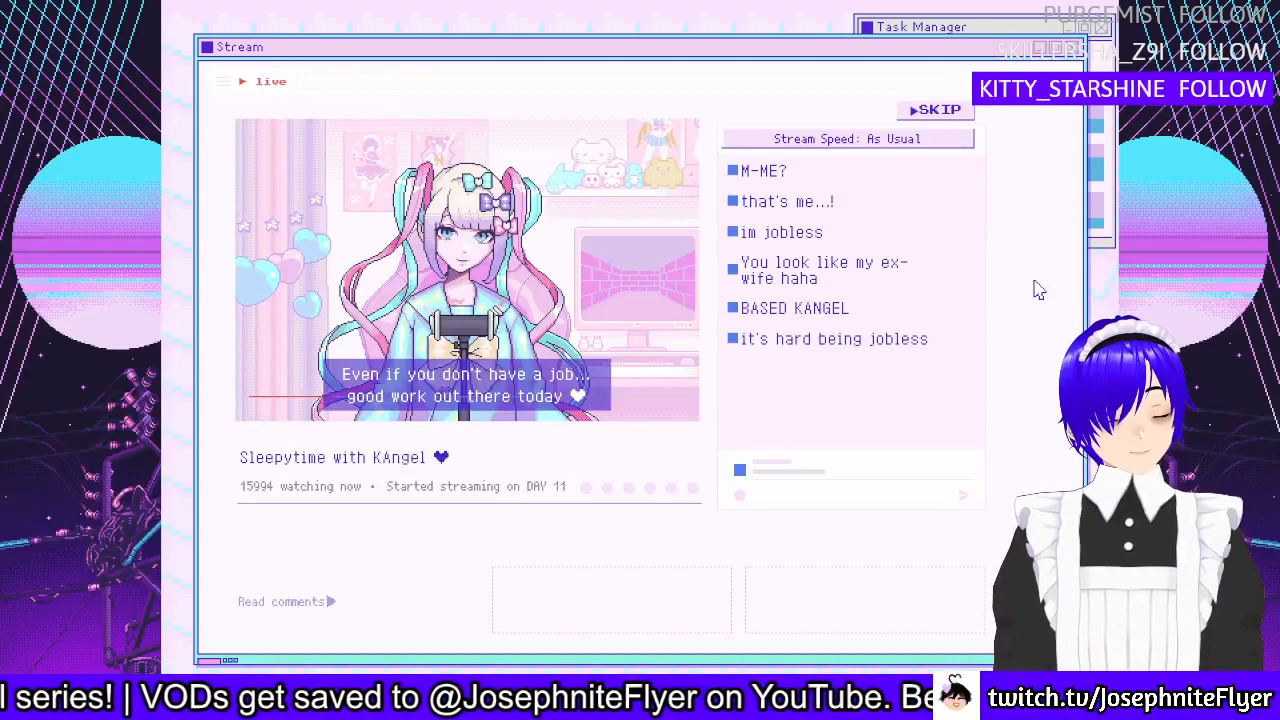 PURGEMIST FOLLOW
Task Manager
Stream
SKILLERSHA_Z9I FOLLOW
live
KITTY_STARSHINE FOLLOW
SKIP
Stream Speed: As Usual
M-ME?
that's me...!
im jobless
You look like my ex-
wife haha
BASED KANGEL
it's hard being jobless
Even if you don't have a job...
good work out there today
Sleepytime with KAngel
15994 watching now • Started streaming on DAY 11
Read comments
l series! | VODs get saved to @JosephniteFlyer on YouTube. Be
twitch.tv/JosephniteFlyer